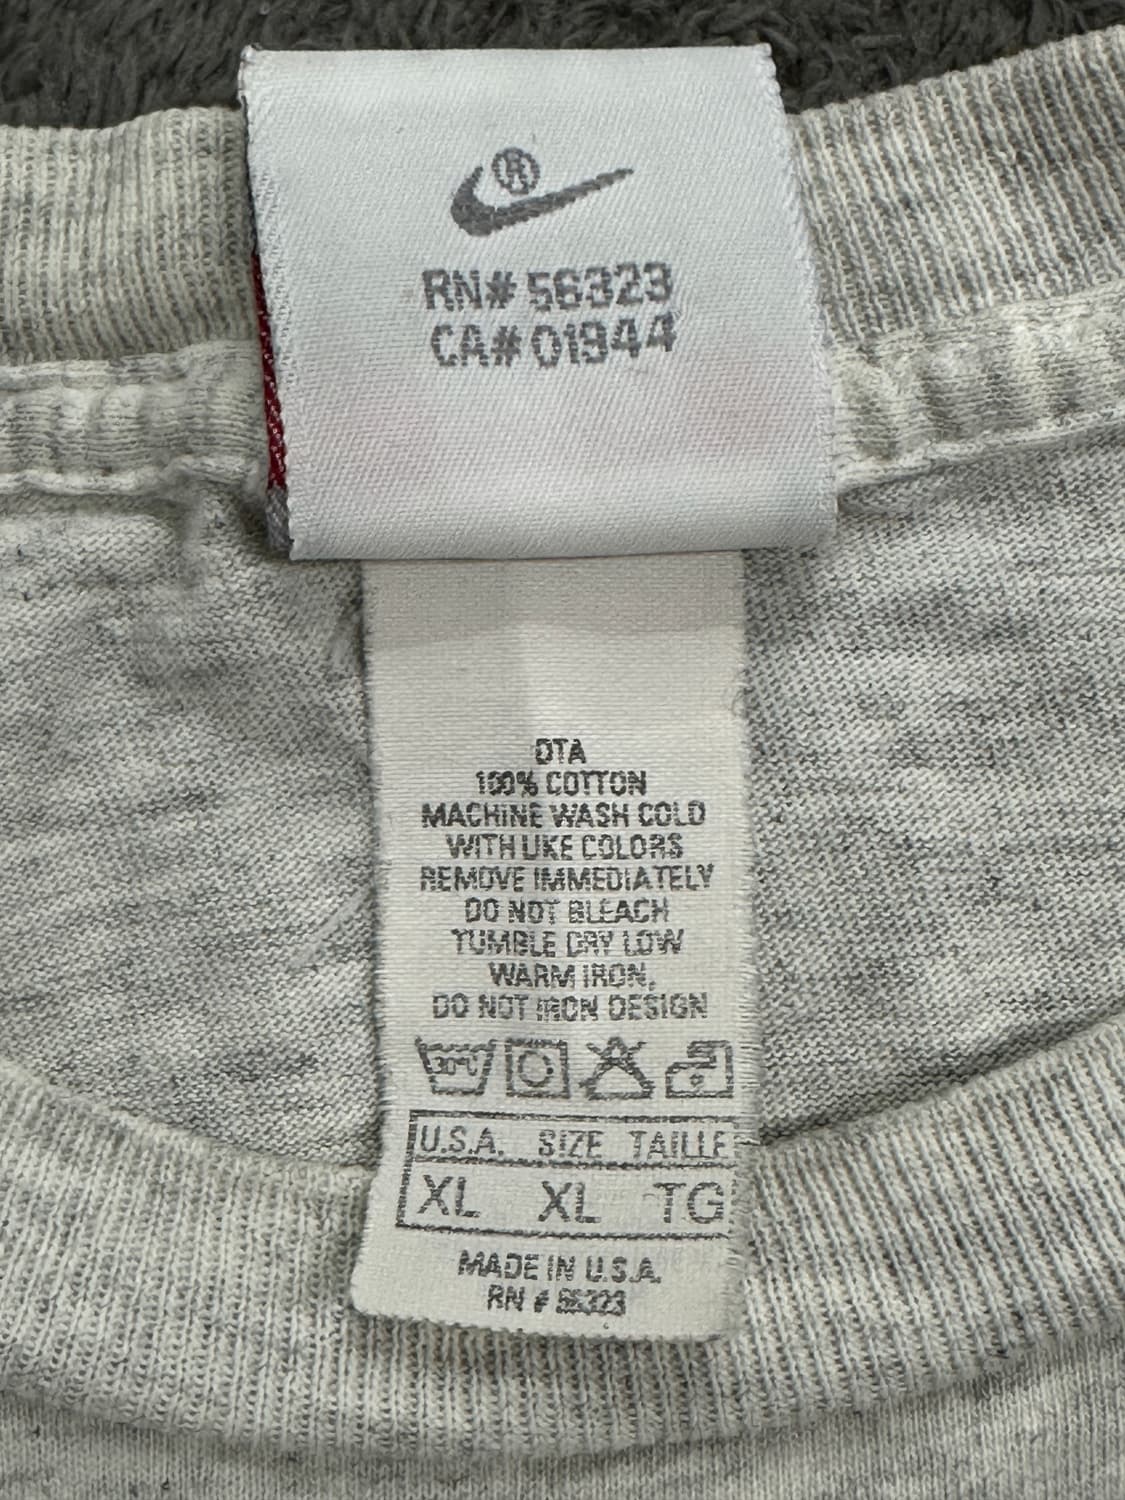 ®
RN# 56323
CA# 01944
OTA
100% COTTON
MACHINE WASH COLD
WITH LIKE COLORS
REMOVE IMMEDIATELY
DO NOT BLEACH
TUMBLE DRY LOW
WARM IRON,
DO NOT IRON DESIGN
30°C
U.S.A. SIZE TAILLE
XL XL TG
MADE IN U.S.A.
RN # 56323